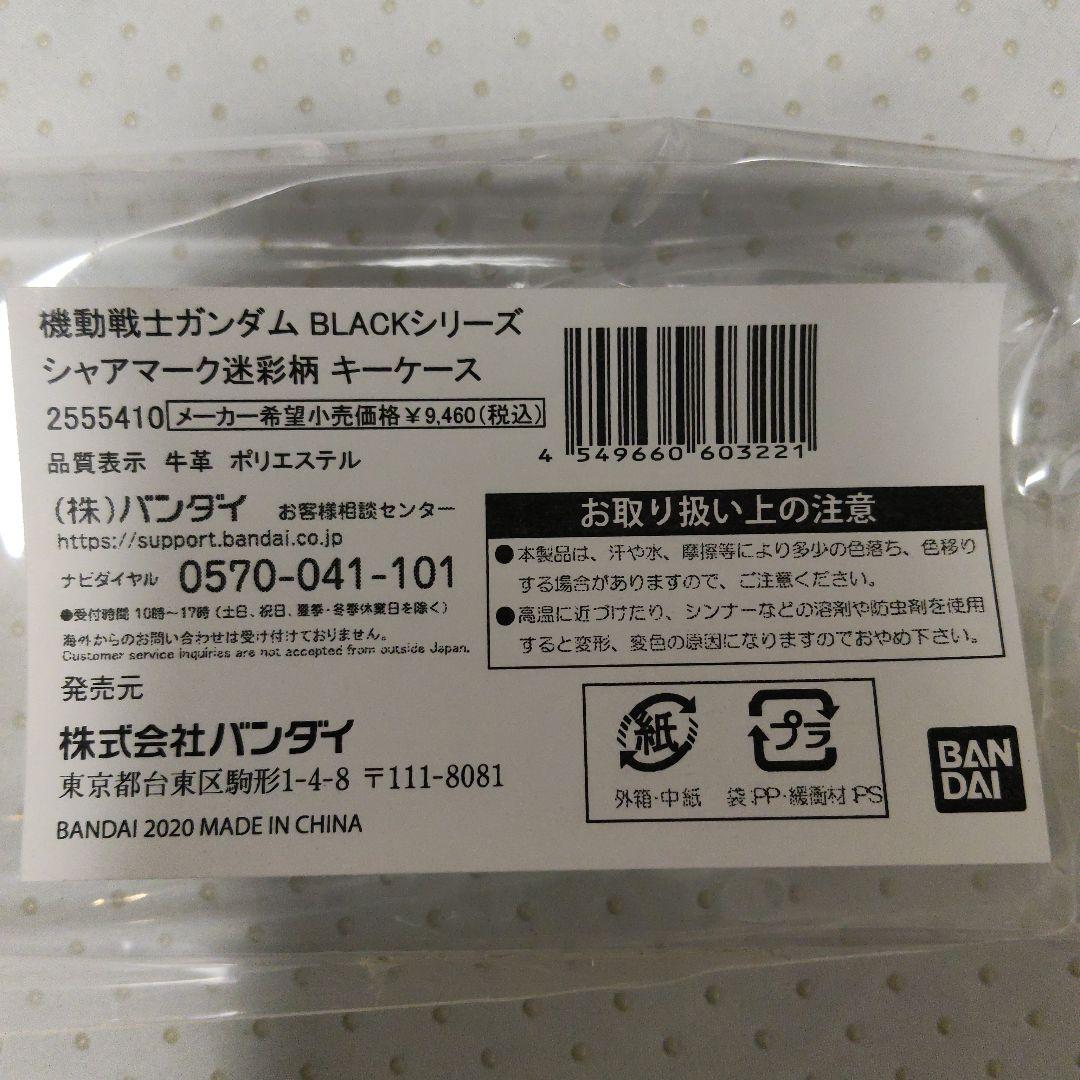 機動戦士ガンダム BLACKシリーズ
シャアマーク迷彩柄 キーケース
2555410 メーカー希望小売価格￥9,460(税込)
4 549660 603221
品質表示 牛革 ポリエステル
(株)バンダイ お客様相談センター
https://support.bandai.co.jp
ナビダイヤル 0570-041-101
●受付時間 10時～17時(土日、祝日、夏季・冬季休業日を除く)
海外からのお問い合わせは受け付けておりません。
Customer service inquiries are not accepted from outside Japan.
お取り扱い上の注意
●本製品は、汗や水、摩擦等により多少の色落ち、色移り
する場合がありますので、ご注意ください。
●高温に近づけたり、シンナーなどの溶剤や防虫剤を使用
すると変形、変色の原因になりますのでおやめ下さい。
発売元
株式会社バンダイ
東京都台東区駒形1-4-8 〒111-8081
BANDAI 2020 MADE IN CHINA
紙
外箱・中紙
プラ
袋:PP・緩衝材:PS
BAN
DAI